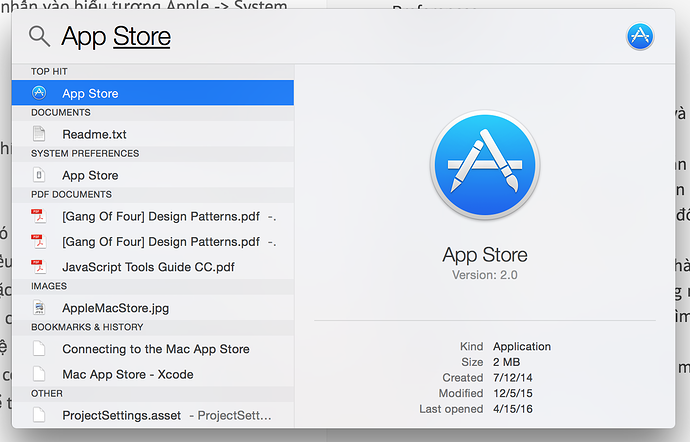 nhấn vào biểu tượng Apple -> System
App Store
TOP HIT
App Store
DOCUMENTS
Readme.txt
SYSTEM PREFERENCES
App Store
PDF DOCUMENTS
[Gang Of Four] Design Patterns.pdf -.
[Gang Of Four] Design Patterns.pdf -.
JavaScript Tools Guide CC.pdf
IMAGES
AppleMacStore.jpg
BOOKMARKS & HISTORY
Connecting to the Mac App Store
Mac App Store - Xcode
OTHER
ProjectSettings.asset - ProjectSett...
App Store
Version: 2.0
Kind Application
Size 2 MB
Created 7/12/14
Modified 12/5/15
Last opened 4/15/16